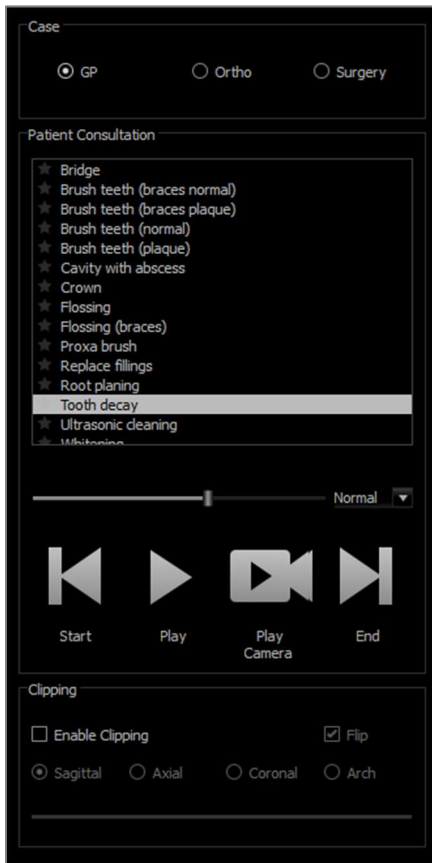 Case
GP Ortho Surgery
Patient Consultation
Bridge
Brush teeth (braces normal)
Brush teeth (braces plaque)
Brush teeth (normal)
Brush teeth (plaque)
Cavity with abscess
Crown
Flossing
Flossing (braces)
Proxa brush
Replace fillings
Root planing
Tooth decay
Ultrasonic cleaning
Whitening
Normal
Start Play Play Camera End
Clipping
Enable Clipping Flip
Sagittal Axial Coronal Arch